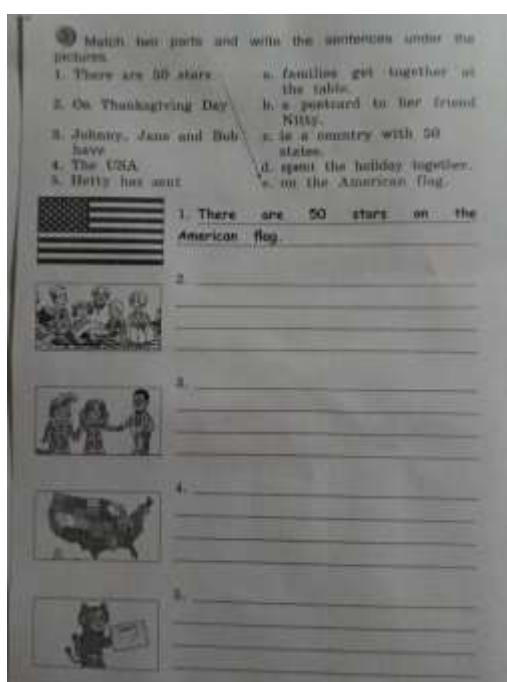 Match two parts and write the sentences under the
pictures.
1. There are 50 stars
a. families get together at
the table.
2. On Thanksgiving Day
b. a postcard to her friend
Nitty.
3. Johnny, Jane and Bob
have
c. is a country with 50
states.
4. The USA
d. spent the holiday together.
5. Hetty has sent
e. on the American flag.
1. There are 50 stars on the
American flag.
2.
3.
4.
5.